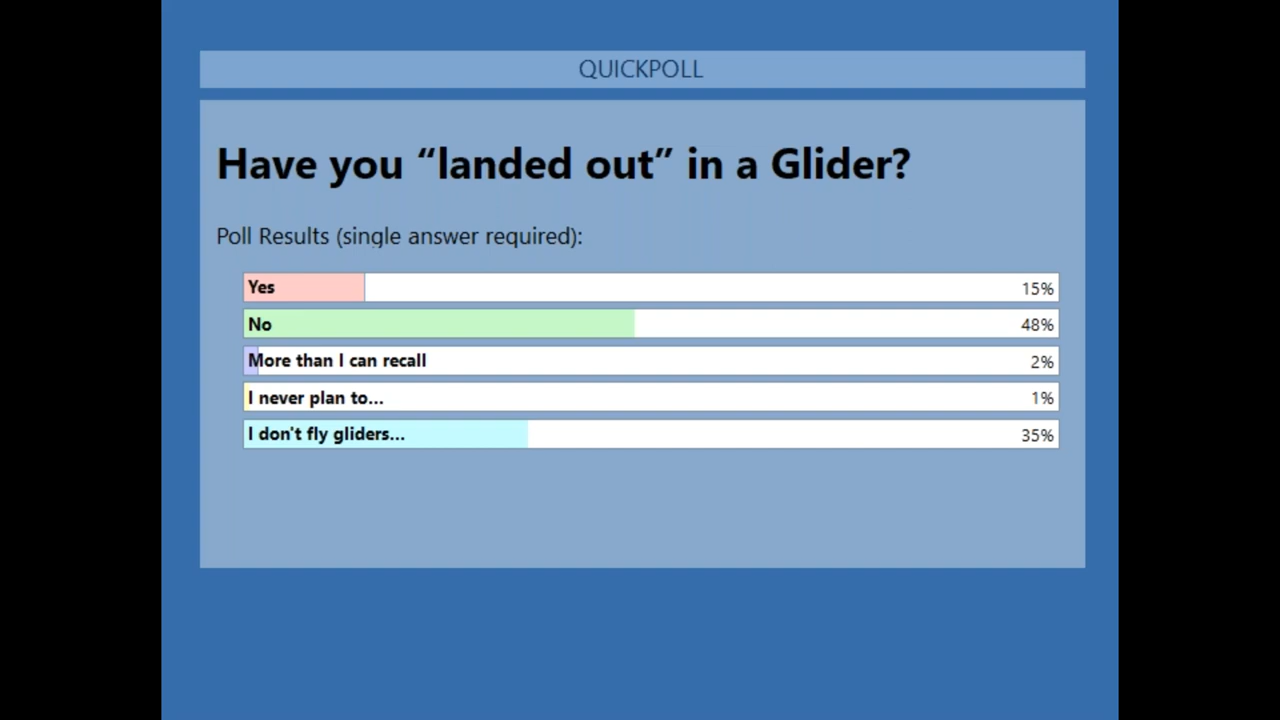 QUICKPOLL
Have you “landed out” in a Glider?
Poll Results (single answer required):
Yes 15%
No 48%
More than I can recall 2%
I never plan to... 1%
I don't fly gliders... 35%